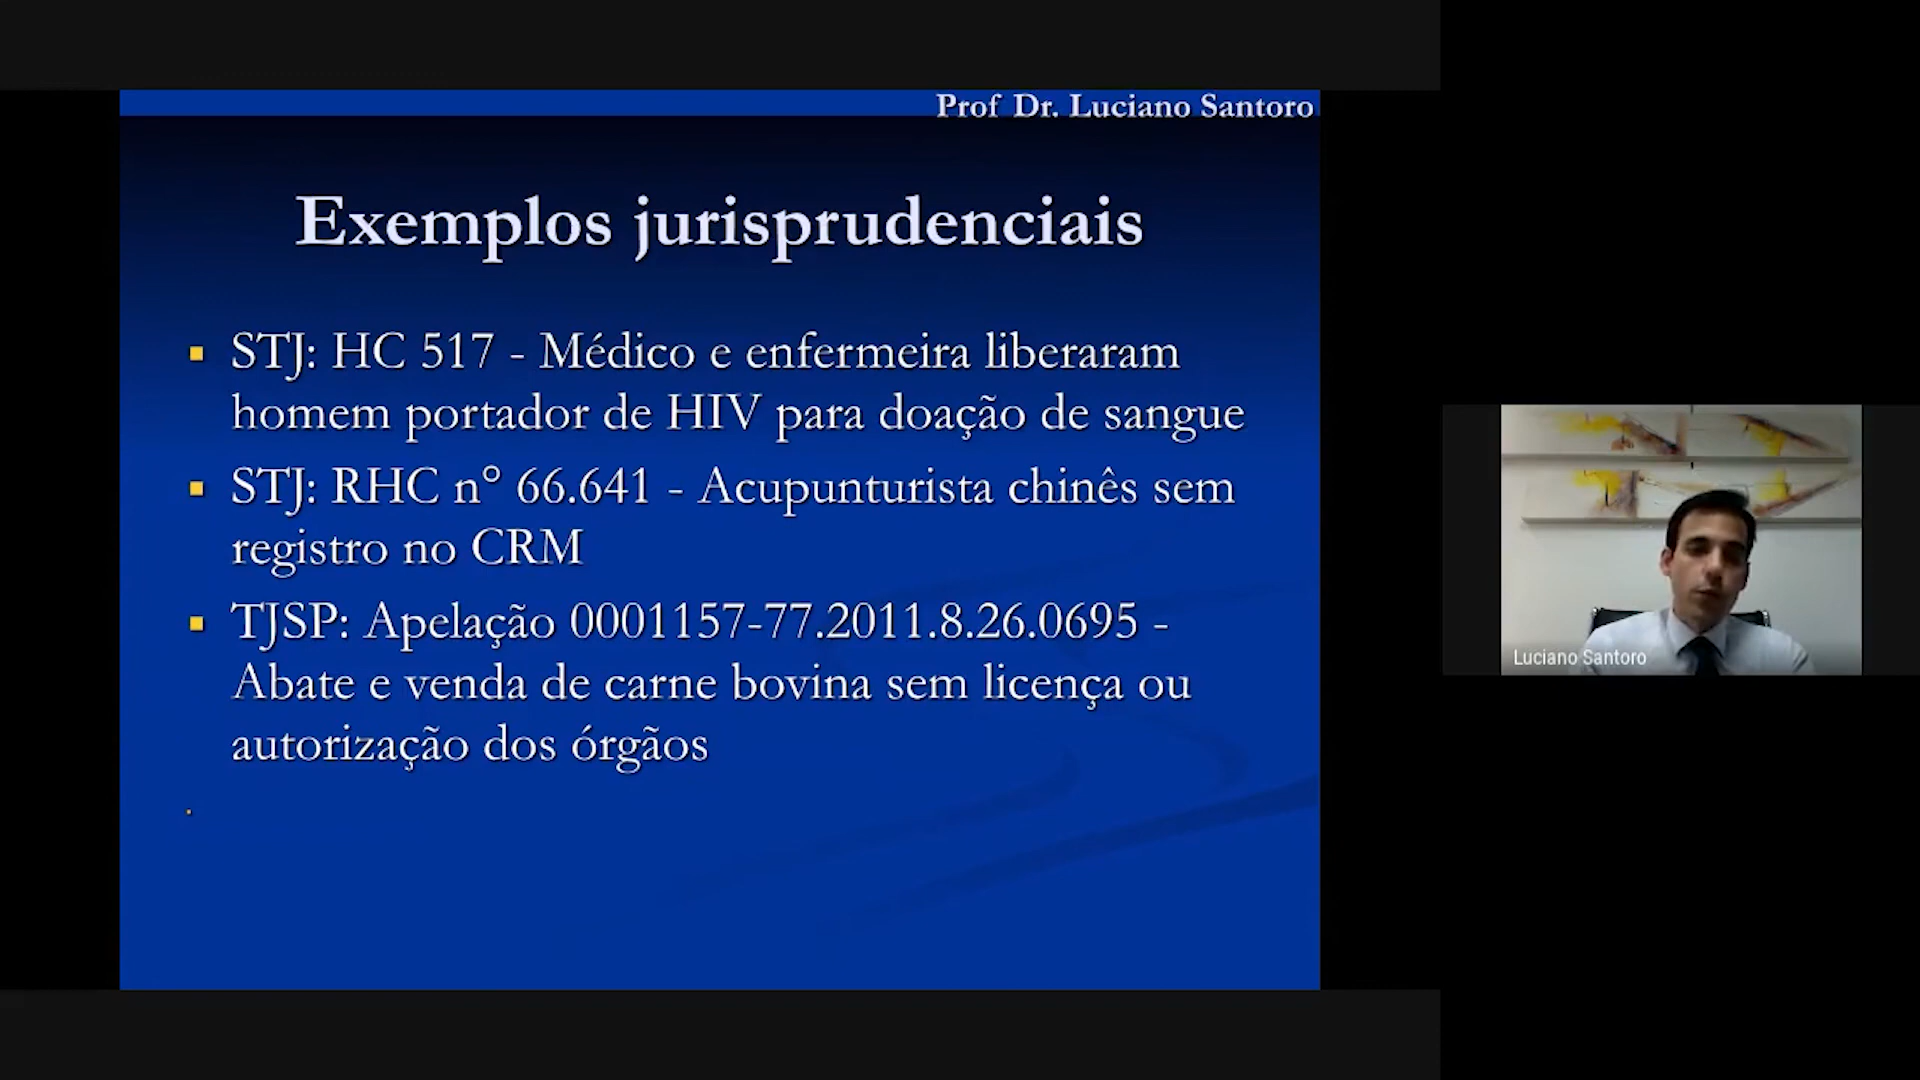 Prof Dr. Luciano Santoro
Exemplos jurisprudenciais
STJ: HC 517 - Médico e enfermeira liberaram
homem portador de HIV para doação de sangue
STJ: RHC n° 66.641 - Acupunturista chinês sem
registro no CRM
TJSP: Apelação 0001157-77.2011.8.26.0695 -
Abate e venda de carne bovina sem licença ou
autorização dos órgãos
Luciano Santoro